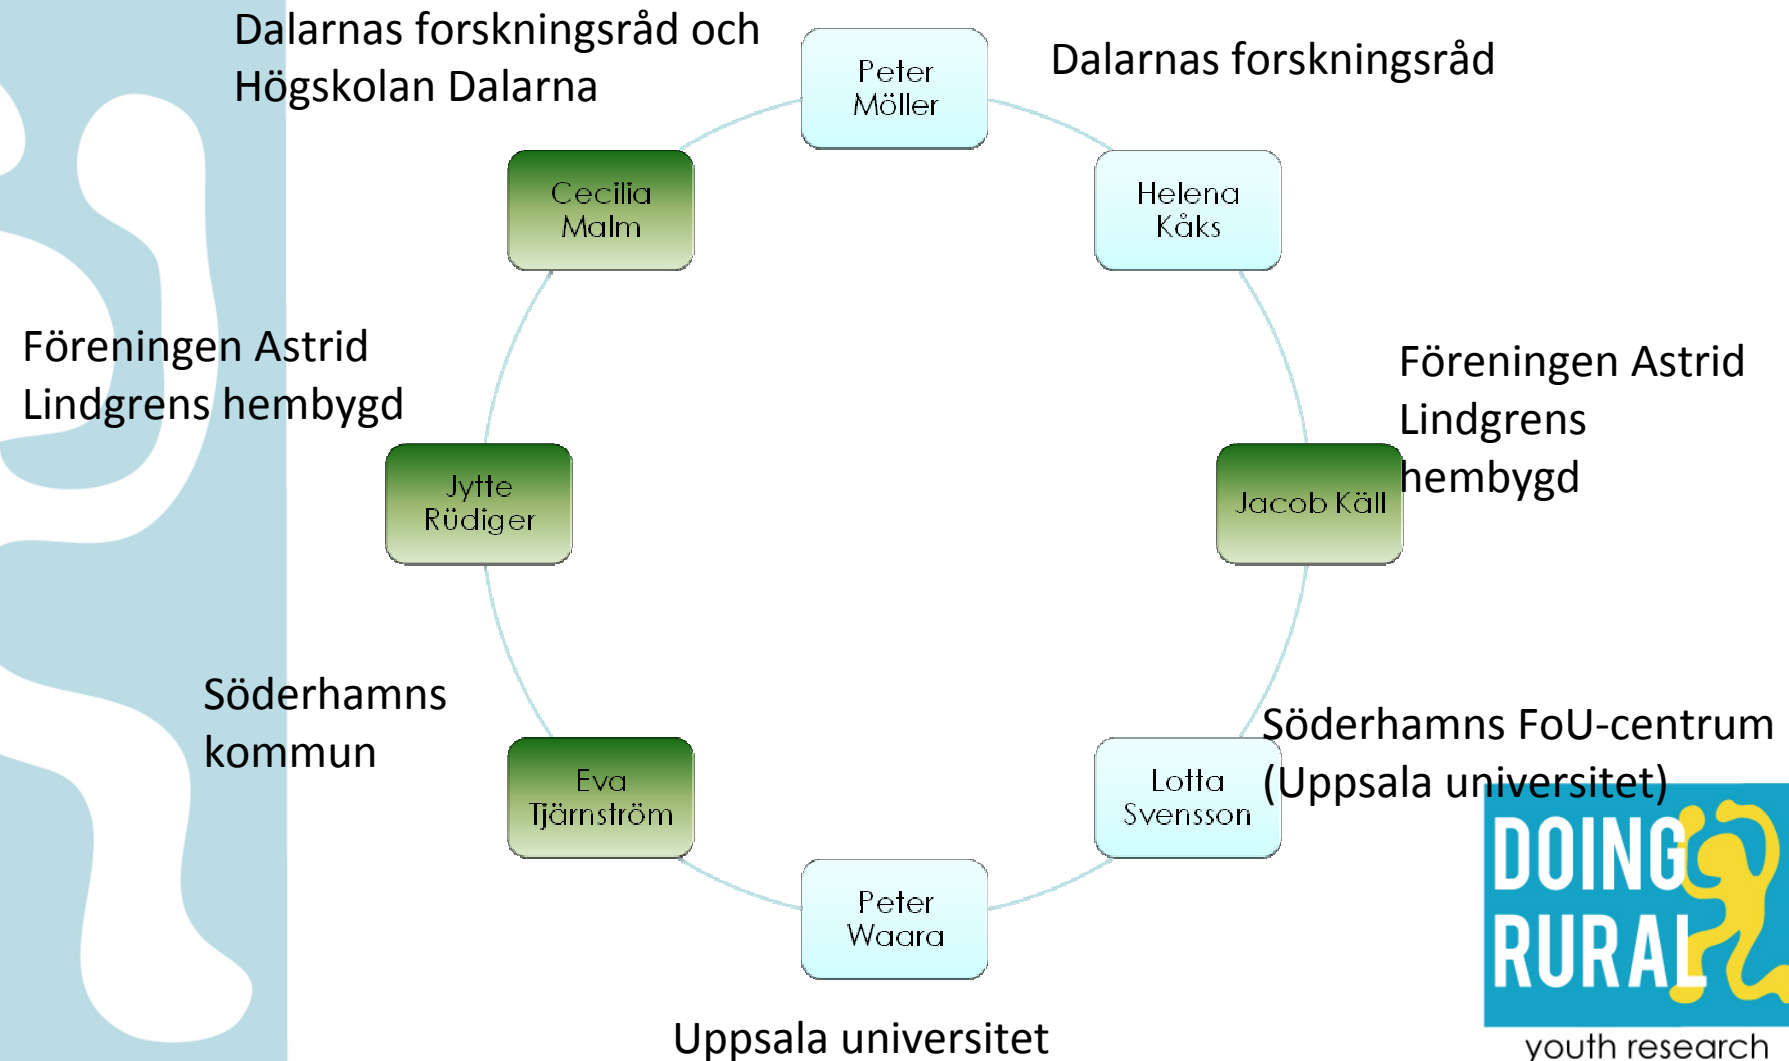 Dalarnas forskningsråd och
Högskolan Dalarna
Peter
Möller
Dalarnas forskningsråd
Cecilia
Malm
Helena
Kåks
Föreningen Astrid
Lindgrens hembygd
Föreningen Astrid
Lindgrens
hembygd
Jytte
Rüdiger
Jacob Käll
Söderhamns
kommun
Eva
Tjärnström
Lotta
Svensson
Söderhamns FoU-centrum
(Uppsala universitet)
Peter
Waara
Uppsala universitet
DOING
RURAL
youth research